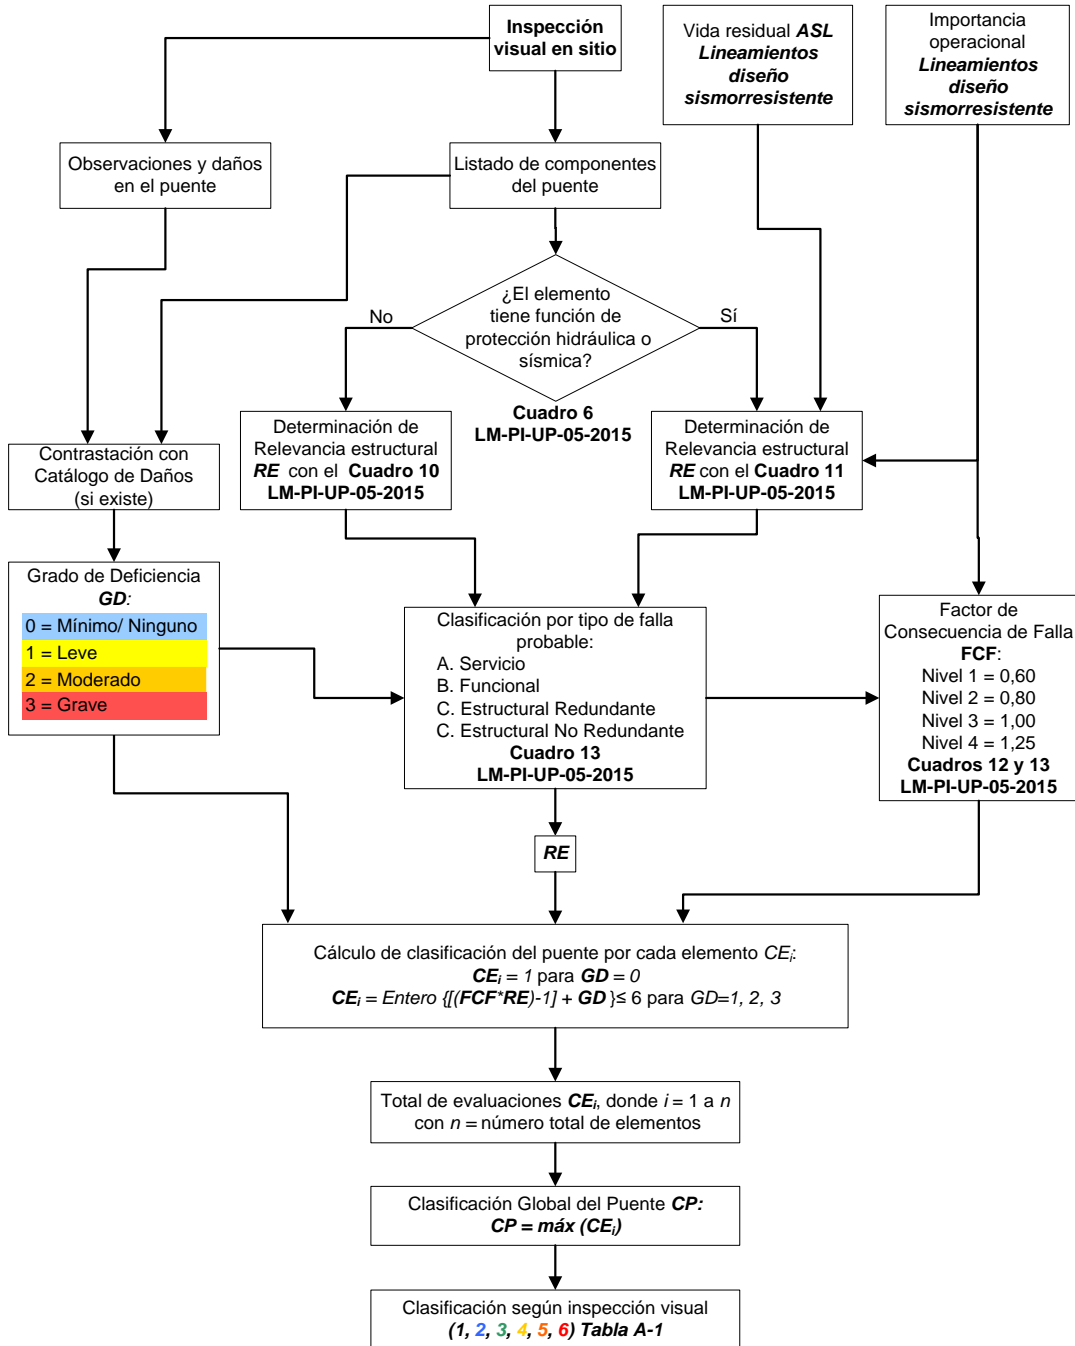 Inspección
visual en sitio
Vida residual ASL
Lineamientos
diseño
sismorresistente
Importancia
operacional
Lineamientos
diseño
sismorresistente
Observaciones y daños
en el puente
Listado de componentes
del puente
¿El elemento
tiene función de
protección hidráulica o
sísmica?
No
Sí
Cuadro 6
LM-PI-UP-05-2015
Contrastación con
Catálogo de Daños
(si existe)
Determinación de
Relevancia estructural
RE con el Cuadro 10
LM-PI-UP-05-2015
Determinación de
Relevancia estructural
RE con el Cuadro 11
LM-PI-UP-05-2015
Grado de Deficiencia
GD:
0 = Mínimo/ Ninguno
1 = Leve
2 = Moderado
3 = Grave
Clasificación por tipo de falla
probable:
A. Servicio
B. Funcional
C. Estructural Redundante
C. Estructural No Redundante
Cuadro 13
LM-PI-UP-05-2015
Factor de
Consecuencia de Falla
FCF:
Nivel 1 = 0,60
Nivel 2 = 0,80
Nivel 3 = 1,00
Nivel 4 = 1,25
Cuadros 12 y 13
LM-PI-UP-05-2015
RE
Cálculo de clasificación del puente por cada elemento CEi:
CEi = 1 para GD = 0
CEi = Entero {[(FCF*RE)-1] + GD }≤ 6 para GD=1, 2, 3
Total de evaluaciones CEi, donde i = 1 a n
con n = número total de elementos
Clasificación Global del Puente CP:
CP = máx (CEi)
Clasificación según inspección visual
(1, 2, 3, 4, 5, 6) Tabla A-1